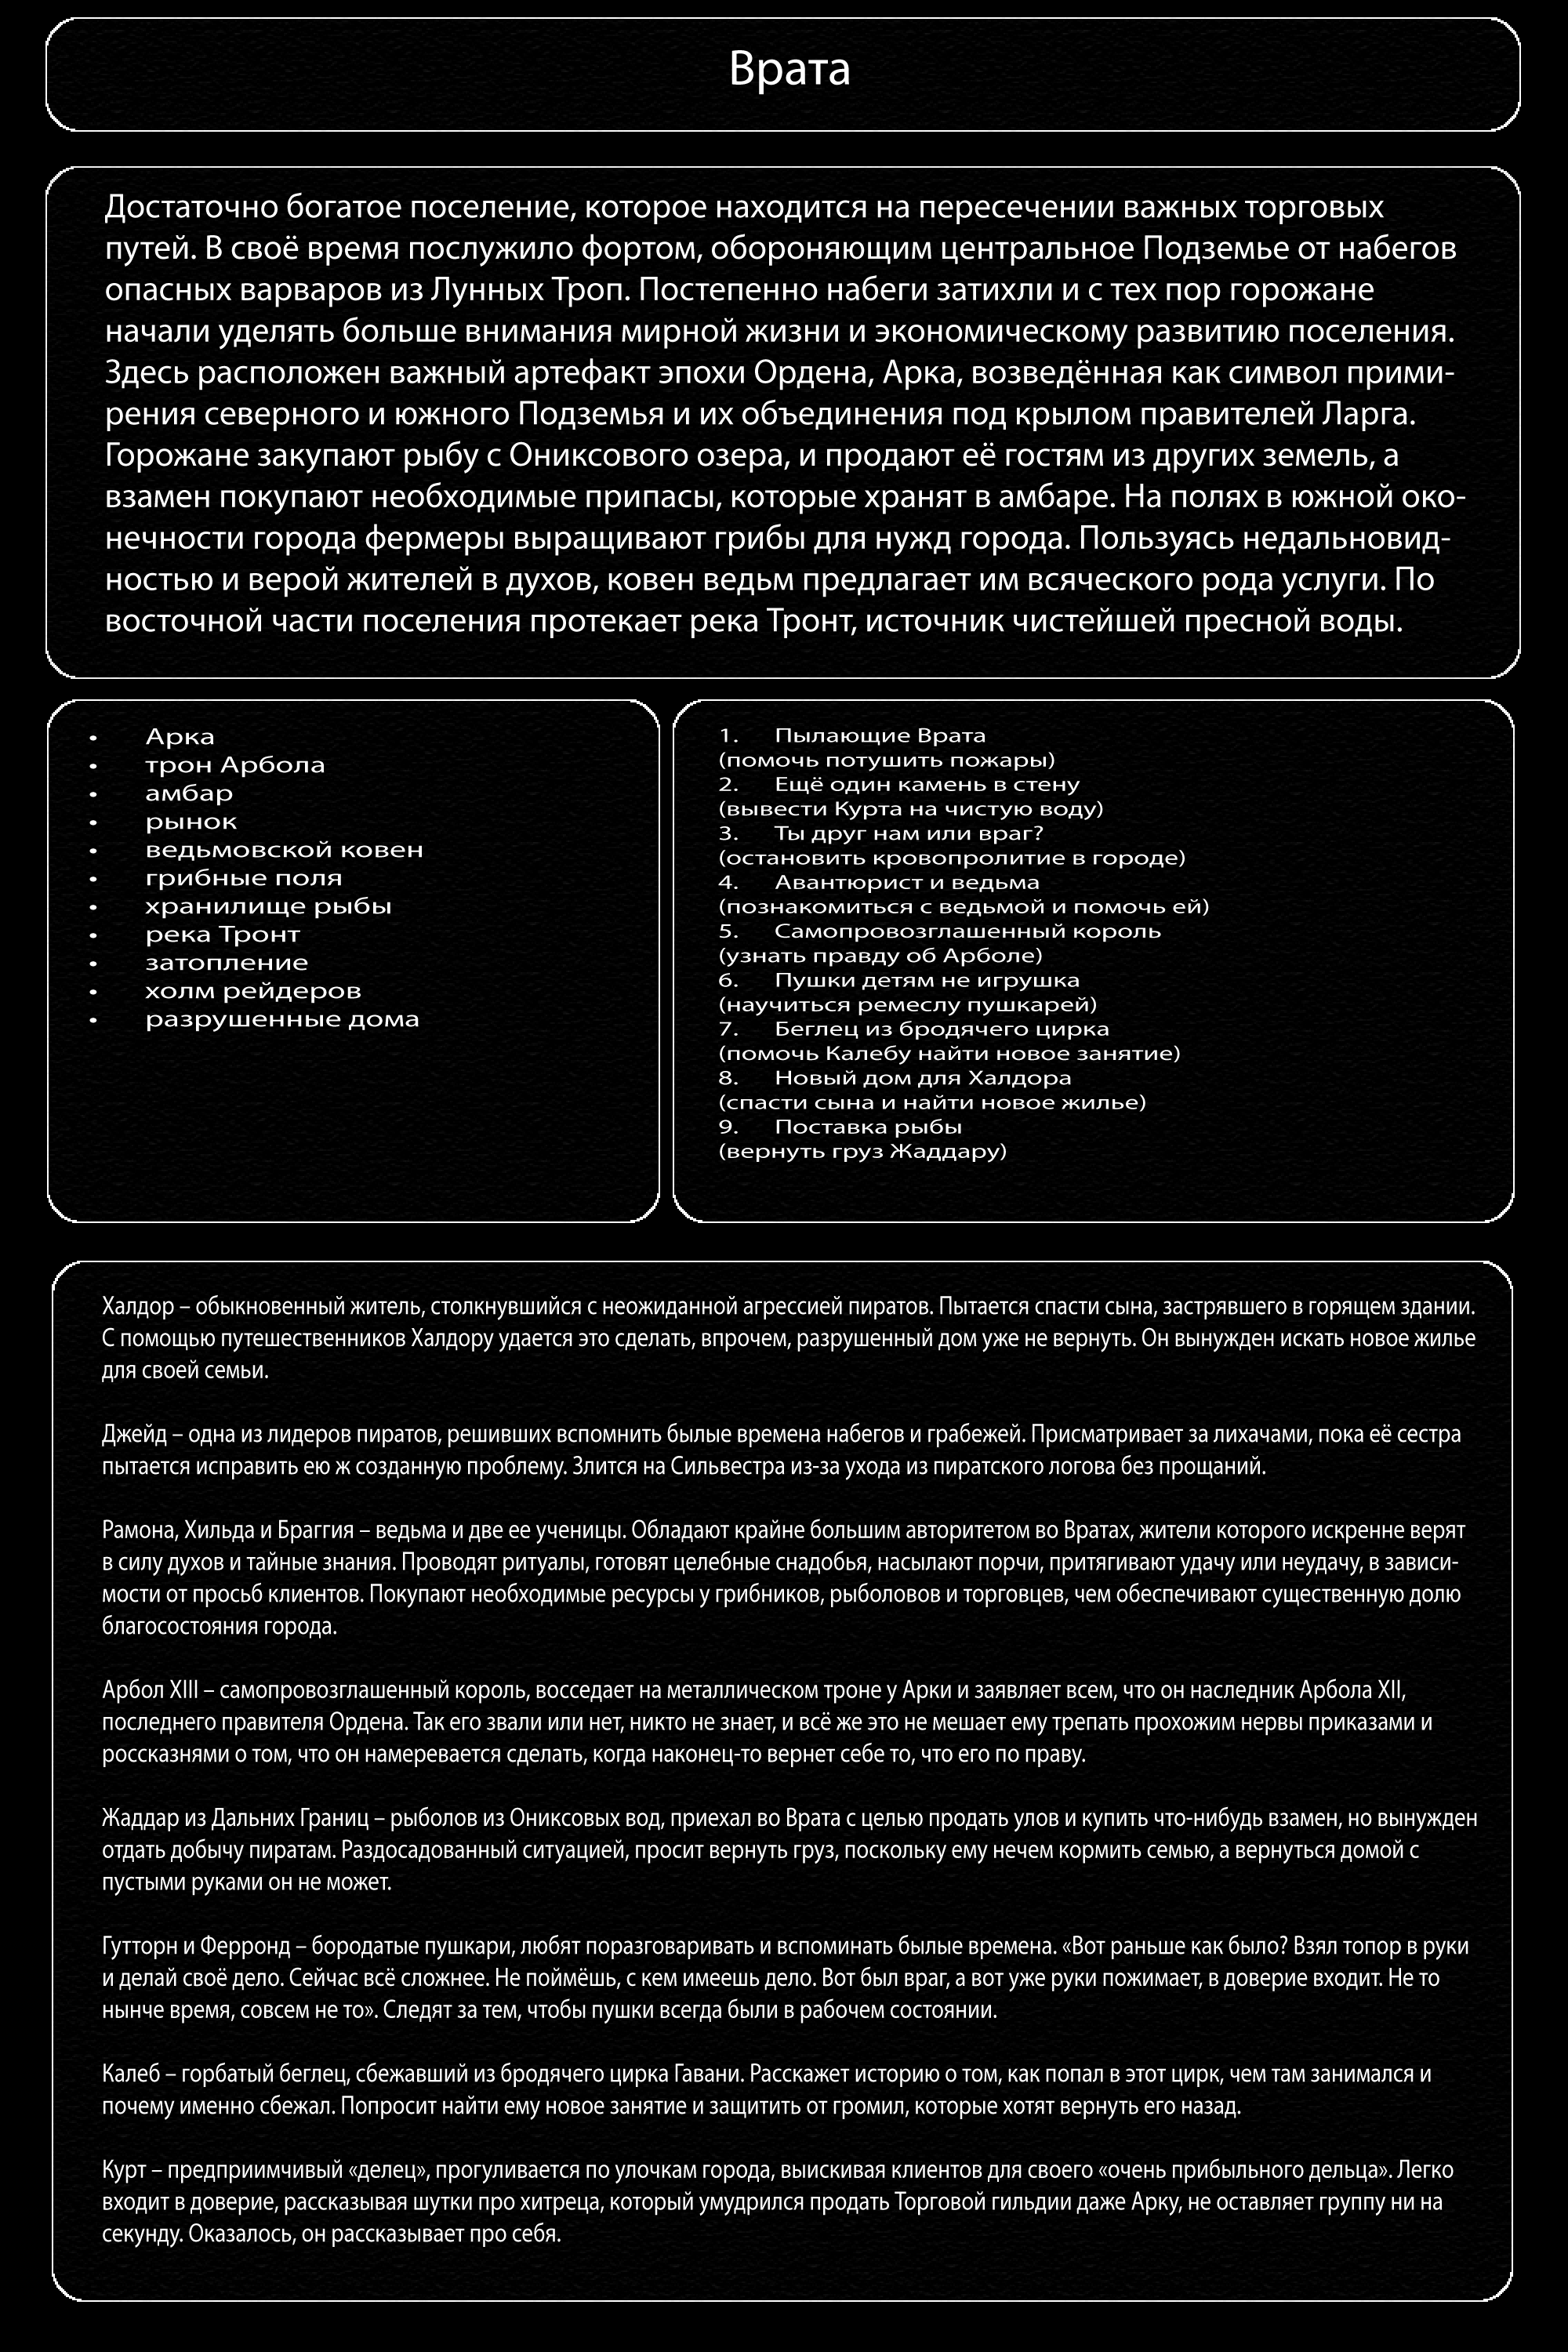 Врата
Достаточно богатое поселение, которое находится на пересечении важных торговых
путей. В своё время послужило фортом, обороняющим центральное Подземье от набегов
опасных варваров из Лунных Троп. Постепенно набеги затихли и с тех пор горожане
начали уделять больше внимания мирной жизни и экономическому развитию поселения.
Здесь расположен важный артефакт эпохи Ордена, Арка, возведённая как символ прими-
рения северного и южного Подземья и их объединения под крылом правителей Ларга.
Горожане закупают рыбу с Ониксового озера, и продают её гостям из других земель, а
взамен покупают необходимые припасы, которые хранят в амбаре. На полях в южной око-
нечности города фермеры выращивают грибы для нужд города. Пользуясь недальновид-
ностью и верой жителей в духов, ковен ведьм предлагает им всяческого рода услуги. По
восточной части поселения протекает река Тронт, источник чистейшей пресной воды.
• Арка
• трон Арбола
• амбар
• рынок
• ведьмовской ковен
• грибные поля
• хранилище рыбы
• река Тронт
• затопление
• холм рейдеров
• разрушенные дома
1. Пылающие Врата
(помочь потушить пожары)
2. Ещё один камень в стену
(вывести Курта на чистую воду)
3. Ты друг нам или враг?
(остановить кровопролитие в городе)
4. Авантюрист и ведьма
(познакомиться с ведьмой и помочь ей)
5. Самопровозглашенный король
(узнать правду об Арболе)
6. Пушки детям не игрушка
(научиться ремеслу пушкарей)
7. Беглец из бродячего цирка
(помочь Калебу найти новое занятие)
8. Новый дом для Халдора
(спасти сына и найти новое жилье)
9. Поставка рыбы
(вернуть груз Жаддару)
Халдор – обыкновенный житель, столкнувшийся с неожиданной агрессией пиратов. Пытается спасти сына, застрявшего в горящем здании.
С помощью путешественников Халдору удается это сделать, впрочем, разрушенный дом уже не вернуть. Он вынужден искать новое жилье
для своей семьи.
Джейд – одна из лидеров пиратов, решивших вспомнить былые времена набегов и грабежей. Присматривает за лихачами, пока её сестра
пытается исправить ею ж созданную проблему. Злится на Сильвестра из-за ухода из пиратского логова без прощаний.
Рамона, Хильда и Браггия – ведьма и две ее ученицы. Обладают крайне большим авторитетом во Вратах, жители которого искренне верят
в силу духов и тайные знания. Проводят ритуалы, готовят целебные снадобья, насылают порчи, притягивают удачу или неудачу, в зависи-
мости от просьб клиентов. Покупают необходимые ресурсы у грибников, рыболовов и торговцев, чем обеспечивают существенную долю
благосостояния города.
Арбол XIII – самопровозглашенный король, восседает на металлическом троне у Арки и заявляет всем, что он наследник Арбола XII,
последнего правителя Ордена. Так его звали или нет, никто не знает, и всё же это не мешает ему трепать прохожим нервы приказами и
россказнями о том, что он намеревается сделать, когда наконец-то вернет себе то, что его по праву.
Жаддар из Дальних Границ – рыболов из Ониксовых вод, приехал во Врата с целью продать улов и купить что-нибудь взамен, но вынужден
отдать добычу пиратам. Раздосадованный ситуацией, просит вернуть груз, поскольку ему нечем кормить семью, а вернуться домой с
пустыми руками он не может.
Гутторн и Ферронд – бородатые пушкари, любят поразговаривать и вспоминать былые времена. «Вот раньше как было? Взял топор в руки
и делай своё дело. Сейчас всё сложнее. Не поймёшь, с кем имеешь дело. Вот был враг, а вот уже руки пожимает, в доверие входит. Не то
нынче время, совсем не то». Следят за тем, чтобы пушки всегда были в рабочем состоянии.
Калеб – горбатый беглец, сбежавший из бродячего цирка Гавани. Расскажет историю о том, как попал в этот цирк, чем там занимался и
почему именно сбежал. Попросит найти ему новое занятие и защитить от громил, которые хотят вернуть его назад.
Курт – предприимчивый «делец», прогуливается по улочкам города, выискивая клиентов для своего «очень прибыльного дельца». Легко
входит в доверие, рассказывая шутки про хитреца, который умудрился продать Торговой гильдии даже Арку, не оставляет группу ни на
секунду. Оказалось, он рассказывает про себя.